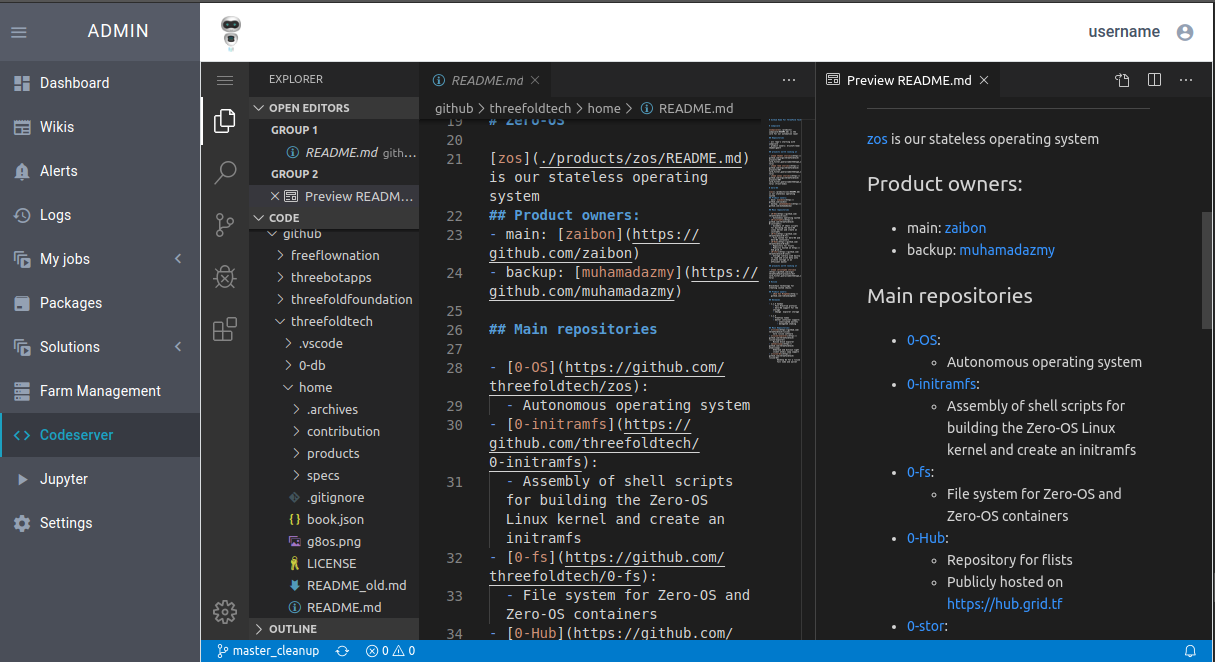 ADMIN
username
Dashboard
Wikis
Alerts
Logs
My jobs
Packages
Solutions
Farm Management
Codeserver
Jupyter
Settings
EXPLORER
OPEN EDITORS
GROUP 1
README.md gith...
GROUP 2
Preview READM...
CODE
github
freeflownation
threebotapps
threefoldfoundation
threefoldtech
.vscode
0-db
home
.archives
contribution
products
specs
.gitignore
book.json
g8os.png
LICENSE
README_old.md
README.md
OUTLINE
README.md
github > threefoldtech > home > README.md
19 # Zero-OS
20
21 [zos](./products/zos/README.md)
is our stateless operating
system
22 ## Product owners:
23 - main: [zaibon](https://
github.com/zaibon)
24 - backup: [muhamadazmy](https://
github.com/muhamadazmy)
25
26 ## Main repositories
27
28 - [0-OS](https://github.com/
threefoldtech/zos):
29 - Autonomous operating system
30 - [0-initramfs](https://
github.com/threefoldtech/
0-initramfs):
31 - Assembly of shell scripts
for building the Zero-OS
Linux kernel and create an
initramfs
32 - [0-fs](https://github.com/
threefoldtech/0-fs):
33 - File system for Zero-OS and
Zero-OS containers
34 - [0-Hub](https://github.com/
Preview README.md
zos is our stateless operating system
Product owners:
• main: zaibon
• backup: muhamadazmy
Main repositories
• 0-OS:
◦ Autonomous operating system
• 0-initramfs:
◦ Assembly of shell scripts for
building the Zero-OS Linux
kernel and create an initramfs
• 0-fs:
◦ File system for Zero-OS and
Zero-OS containers
• 0-Hub:
◦ Repository for flists
◦ Publicly hosted on
https://hub.grid.tf
• 0-stor:
master_cleanup 0 0